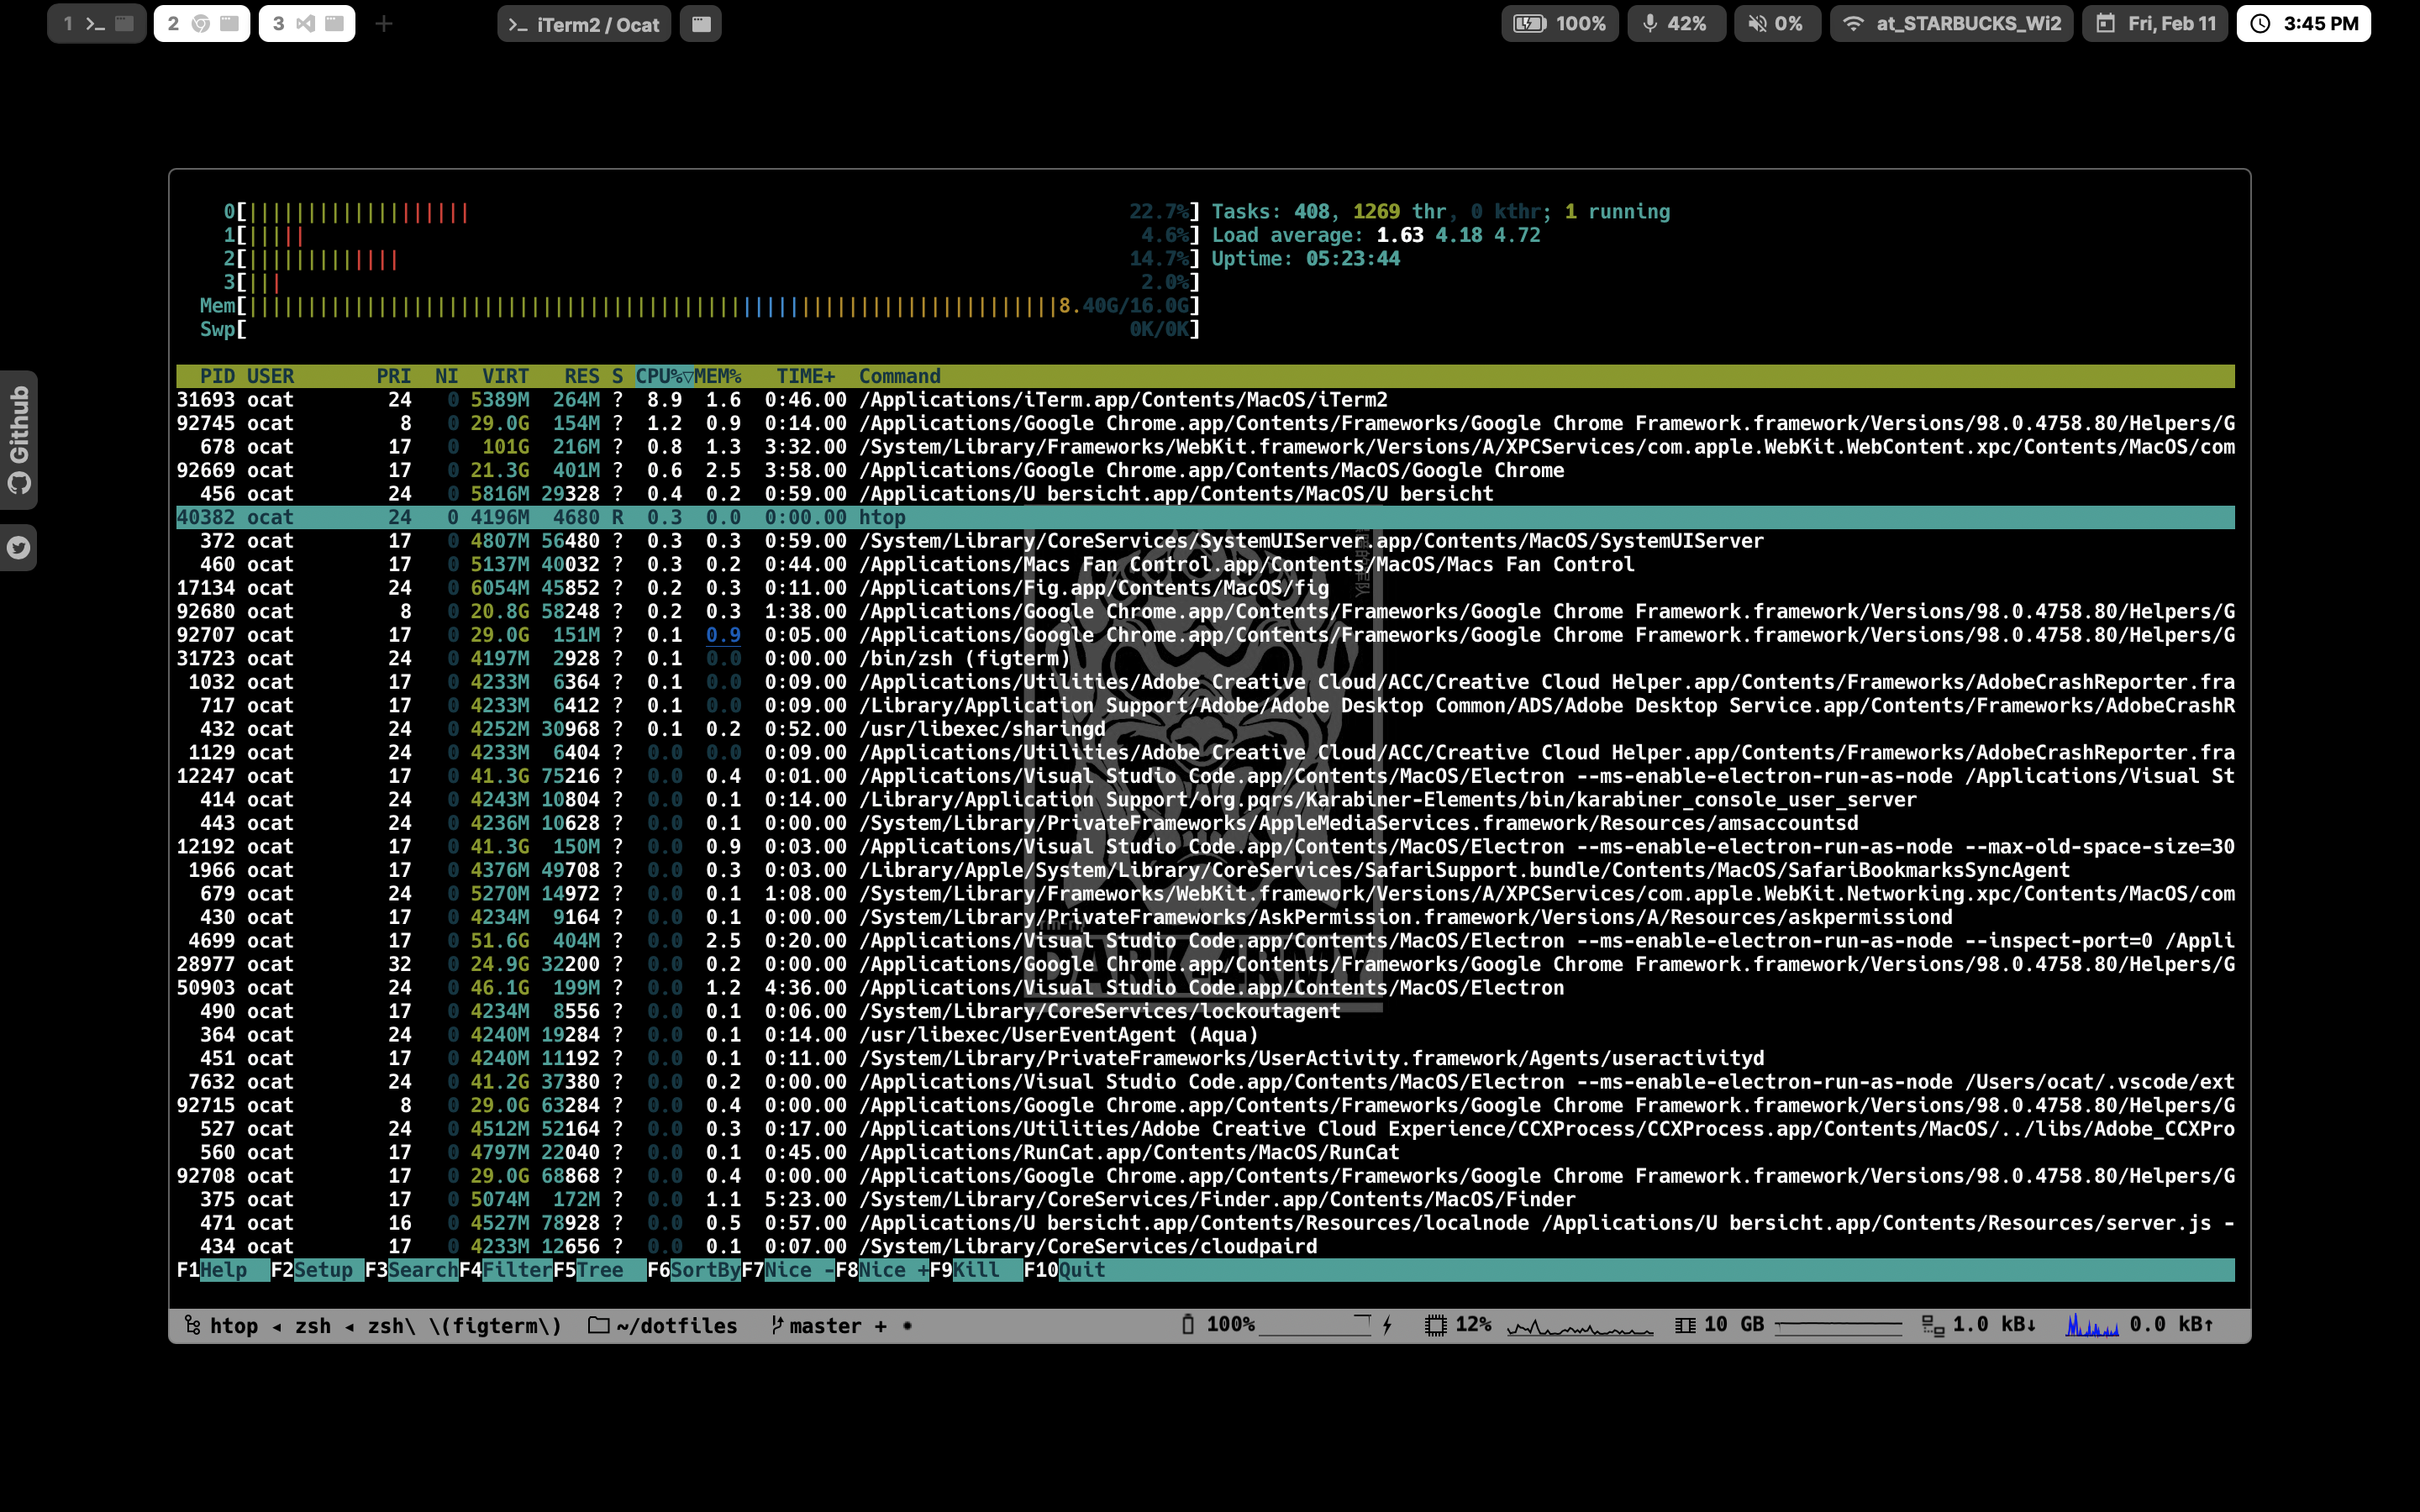 1
2
3
iTerm2 / Ocat
100%
42%
0%
at_STARBUCKS_Wi2
Fri, Feb 11
3:45 PM
Github
0[ 22.7%] Tasks: 408, 1269 thr, 0 kthr; 1 running
1[ 4.6%] Load average: 1.63 4.18 4.72
2[ 14.7%] Uptime: 05:23:44
3[ 2.0%]
Mem[ 8.40G/16.0G]
Swp[ 0K/0K]
PID USER PRI NI VIRT RES S CPU%▽MEM% TIME+ Command
31693 ocat 24 0 5389M 264M ? 8.9 1.6 0:46.00 /Applications/iTerm.app/Contents/MacOS/iTerm2
92745 ocat 8 0 29.0G 154M ? 1.2 0.9 0:14.00 /Applications/Google Chrome.app/Contents/Frameworks/Google Chrome Framework.framework/Versions/98.0.4758.80/Helpers/G
678 ocat 17 0 101G 216M ? 0.8 1.3 3:32.00 /System/Library/Frameworks/WebKit.framework/Versions/A/XPCServices/com.apple.WebKit.WebContent.xpc/Contents/MacOS/com
92669 ocat 17 0 21.3G 401M ? 0.6 2.5 3:58.00 /Applications/Google Chrome.app/Contents/MacOS/Google Chrome
456 ocat 24 0 5816M 29328 ? 0.4 0.2 0:59.00 /Applications/U bersicht.app/Contents/MacOS/U bersicht
40382 ocat 24 0 4196M 4680 R 0.3 0.0 0:00.00 htop
372 ocat 17 0 4807M 56480 ? 0.3 0.3 0:59.00 /System/Library/CoreServices/SystemUIServer.app/Contents/MacOS/SystemUIServer
460 ocat 17 0 5137M 40032 ? 0.3 0.2 0:44.00 /Applications/Macs Fan Control.app/Contents/MacOS/Macs Fan Control
17134 ocat 24 0 6054M 45852 ? 0.2 0.3 0:11.00 /Applications/Fig.app/Contents/MacOS/fig
92680 ocat 8 0 20.8G 58248 ? 0.2 0.3 1:38.00 /Applications/Google Chrome.app/Contents/Frameworks/Google Chrome Framework.framework/Versions/98.0.4758.80/Helpers/G
92707 ocat 17 0 29.0G 151M ? 0.1 0.9 0:05.00 /Applications/Google Chrome.app/Contents/Frameworks/Google Chrome Framework.framework/Versions/98.0.4758.80/Helpers/G
31723 ocat 24 0 4197M 2928 ? 0.1 0.0 0:00.00 /bin/zsh (figterm)
1032 ocat 17 0 4233M 6364 ? 0.1 0.0 0:09.00 /Applications/Utilities/Adobe Creative Cloud/ACC/Creative Cloud Helper.app/Contents/Frameworks/AdobeCrashReporter.fra
717 ocat 17 0 4233M 6412 ? 0.1 0.0 0:09.00 /Library/Application Support/Adobe/Adobe Desktop Common/ADS/Adobe Desktop Service.app/Contents/Frameworks/AdobeCrashR
432 ocat 24 0 4252M 30968 ? 0.1 0.2 0:52.00 /usr/libexec/sharingd
1129 ocat 24 0 4233M 6404 ? 0.0 0.0 0:09.00 /Applications/Utilities/Adobe Creative Cloud/ACC/Creative Cloud Helper.app/Contents/Frameworks/AdobeCrashReporter.fra
12247 ocat 17 0 41.3G 75216 ? 0.0 0.4 0:01.00 /Applications/Visual Studio Code.app/Contents/MacOS/Electron --ms-enable-electron-run-as-node /Applications/Visual St
414 ocat 24 0 4243M 10804 ? 0.0 0.1 0:14.00 /Library/Application Support/org.pqrs/Karabiner-Elements/bin/karabiner_console_user_server
443 ocat 24 0 4236M 10628 ? 0.0 0.1 0:00.00 /System/Library/PrivateFrameworks/AppleMediaServices.framework/Resources/amsaccountsd
12192 ocat 17 0 41.3G 150M ? 0.0 0.9 0:03.00 /Applications/Visual Studio Code.app/Contents/MacOS/Electron --ms-enable-electron-run-as-node --max-old-space-size=30
1966 ocat 17 0 4376M 49708 ? 0.0 0.3 0:03.00 /Library/Apple/System/Library/CoreServices/SafariSupport.bundle/Contents/MacOS/SafariBookmarksSyncAgent
679 ocat 24 0 5270M 14972 ? 0.0 0.1 1:08.00 /System/Library/Frameworks/WebKit.framework/Versions/A/XPCServices/com.apple.WebKit.Networking.xpc/Contents/MacOS/com
430 ocat 17 0 4234M 9164 ? 0.0 0.1 0:00.00 /System/Library/PrivateFrameworks/AskPermission.framework/Versions/A/Resources/askpermissiond
4699 ocat 17 0 51.6G 404M ? 0.0 2.5 0:20.00 /Applications/Visual Studio Code.app/Contents/MacOS/Electron --ms-enable-electron-run-as-node --inspect-port=0 /Appli
28977 ocat 32 0 24.9G 32200 ? 0.0 0.2 0:00.00 /Applications/Google Chrome.app/Contents/Frameworks/Google Chrome Framework.framework/Versions/98.0.4758.80/Helpers/G
50903 ocat 24 0 46.1G 199M ? 0.0 1.2 4:36.00 /Applications/Visual Studio Code.app/Contents/MacOS/Electron
490 ocat 17 0 4234M 8556 ? 0.0 0.1 0:06.00 /System/Library/CoreServices/lockoutagent
364 ocat 24 0 4240M 19284 ? 0.0 0.1 0:14.00 /usr/libexec/UserEventAgent (Aqua)
451 ocat 17 0 4240M 11192 ? 0.0 0.1 0:11.00 /System/Library/PrivateFrameworks/UserActivity.framework/Agents/useractivityd
7632 ocat 24 0 41.2G 37380 ? 0.0 0.2 0:00.00 /Applications/Visual Studio Code.app/Contents/MacOS/Electron --ms-enable-electron-run-as-node /Users/ocat/.vscode/ext
92715 ocat 8 0 29.0G 63284 ? 0.0 0.4 0:00.00 /Applications/Google Chrome.app/Contents/Frameworks/Google Chrome Framework.framework/Versions/98.0.4758.80/Helpers/G
527 ocat 24 0 4512M 52164 ? 0.0 0.3 0:17.00 /Applications/Utilities/Adobe Creative Cloud Experience/CCXProcess/CCXProcess.app/Contents/MacOS/../libs/Adobe_CCXPro
560 ocat 17 0 4797M 22040 ? 0.0 0.1 0:45.00 /Applications/RunCat.app/Contents/MacOS/RunCat
92708 ocat 17 0 29.0G 68868 ? 0.0 0.4 0:00.00 /Applications/Google Chrome.app/Contents/Frameworks/Google Chrome Framework.framework/Versions/98.0.4758.80/Helpers/G
375 ocat 17 0 5074M 172M ? 0.0 1.1 5:23.00 /System/Library/CoreServices/Finder.app/Contents/MacOS/Finder
471 ocat 16 0 4527M 78928 ? 0.0 0.5 0:57.00 /Applications/U bersicht.app/Contents/Resources/localnode /Applications/U bersicht.app/Contents/Resources/server.js -
434 ocat 17 0 4233M 12656 ? 0.0 0.1 0:07.00 /System/Library/CoreServices/cloudpaird
F1Help F2Setup F3SearchF4FilterF5Tree F6SortByF7Nice -F8Nice +F9Kill F10Quit
DARK ARMY
htop ◂ zsh ◂ zsh\ \(figterm\) ~/dotfiles master + • 100% 12% 10 GB 1.0 kB↓ 0.0 kB↑